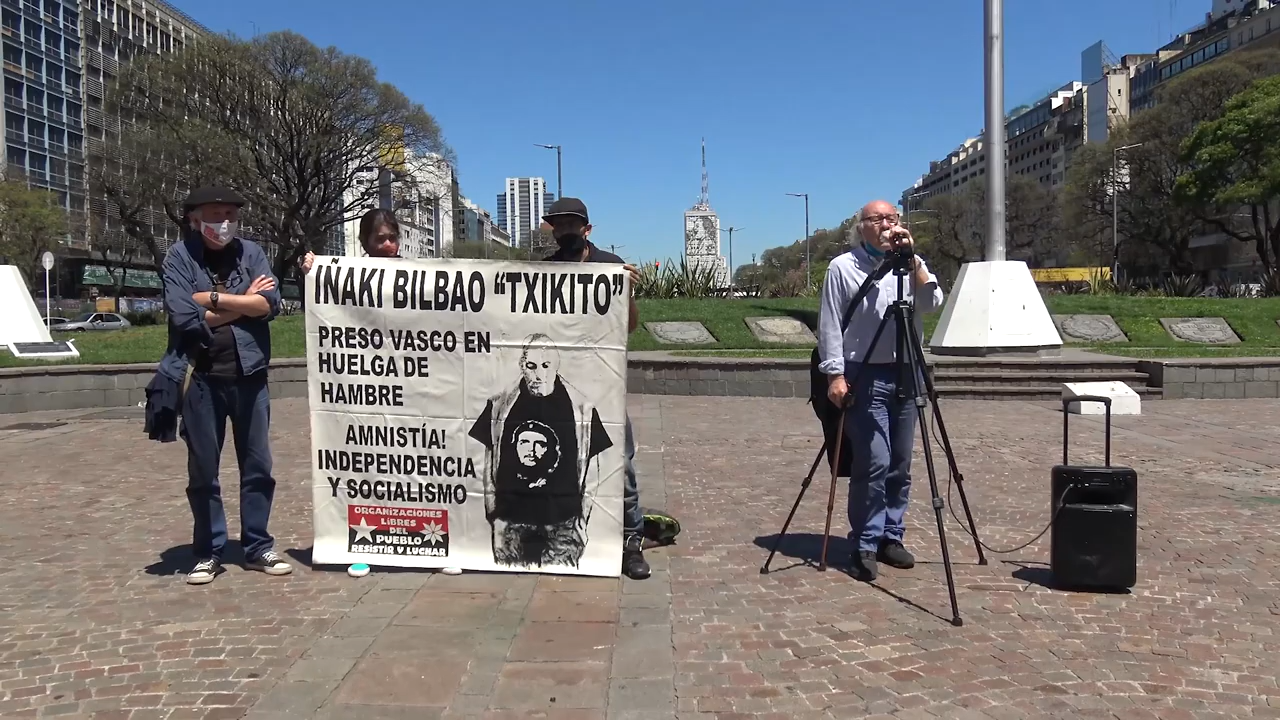 IÑAKI BILBAO “TXIKITO”
PRESO VASCO EN
HUELGA DE
HAMBRE
AMNISTÍA!
INDEPENDENCIA
Y SOCIALISMO
ORGANIZACIONES
LIBRES
DEL
PUEBLO
RESISTIR Y LUCHAR